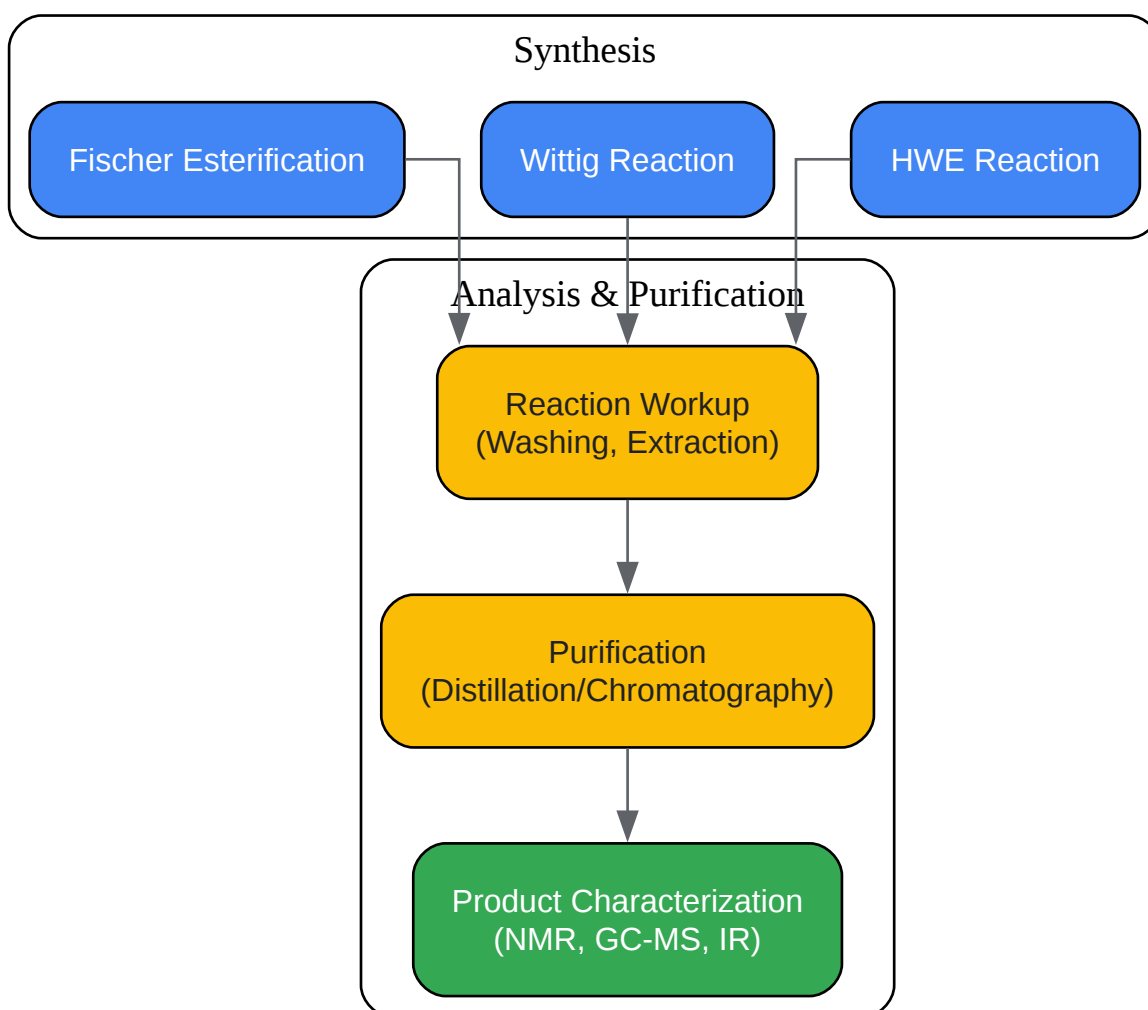 Synthesis
Fischer Esterification
Wittig Reaction
HWE Reaction
Analysis & Purification
Reaction Workup
(Washing, Extraction)
Purification
(Distillation/Chromatography)
Product Characterization
(NMR, GC-MS, IR)